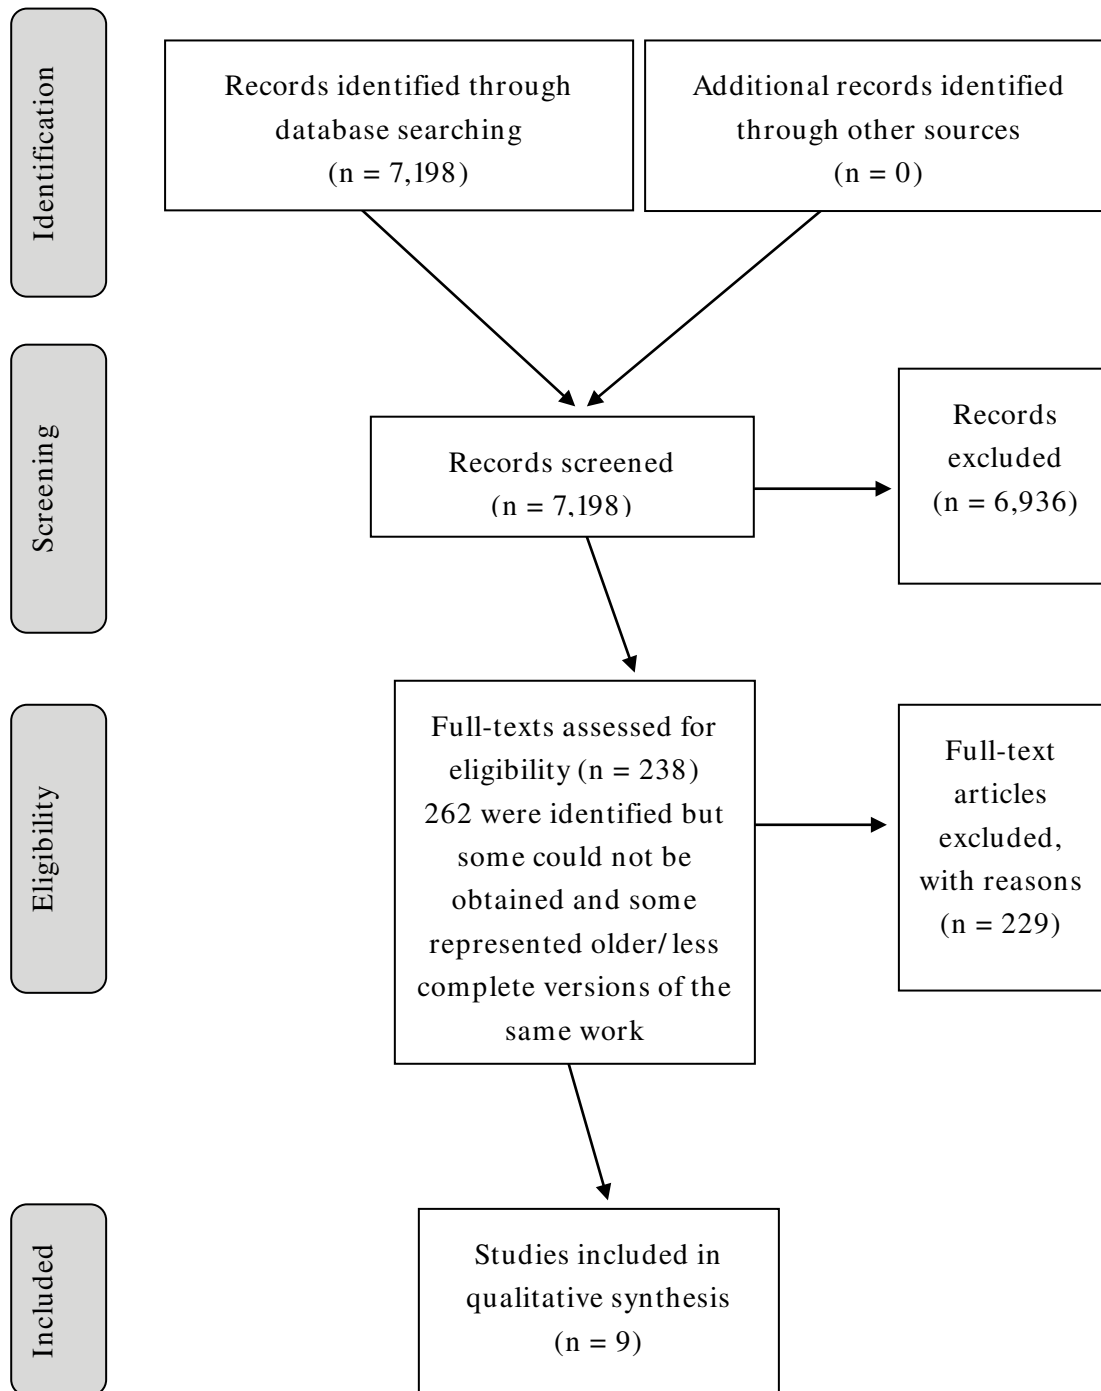 Identification
Records identified through
database searching
(n = 7,198)
Additional records identified
through other sources
(n = 0)
Screening
Records screened
(n = 7,198)
Records
excluded
(n = 6,936)
Eligibility
Full-texts assessed for
eligibility (n = 238)
262 were identified but
some could not be
obtained and some
represented older/less
complete versions of the
same work
Full-text
articles
excluded,
with reasons
(n = 229)
Included
Studies included in
qualitative synthesis
(n = 9)